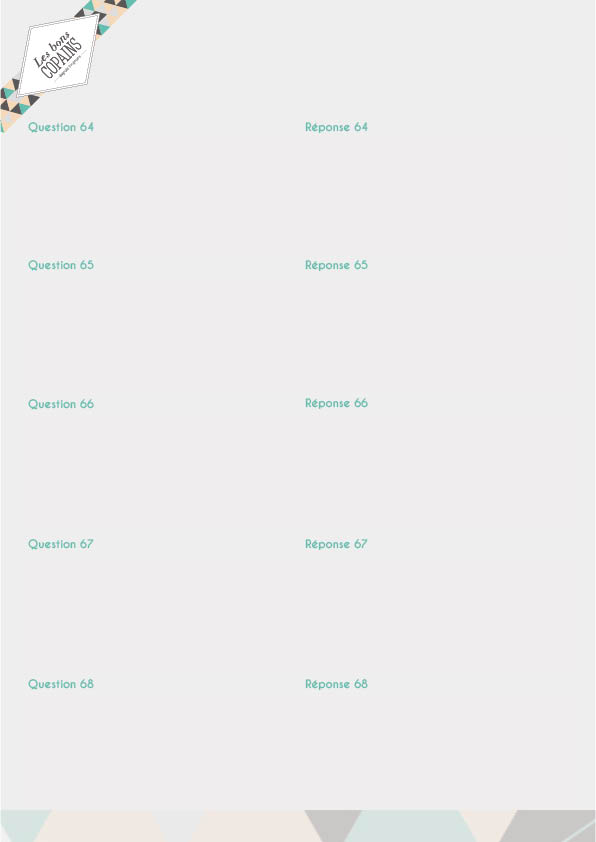 Les bons
COPAINS
Question 64
Réponse 64
Question 65
Réponse 65
Question 66
Réponse 66
Question 67
Réponse 67
Question 68
Réponse 68